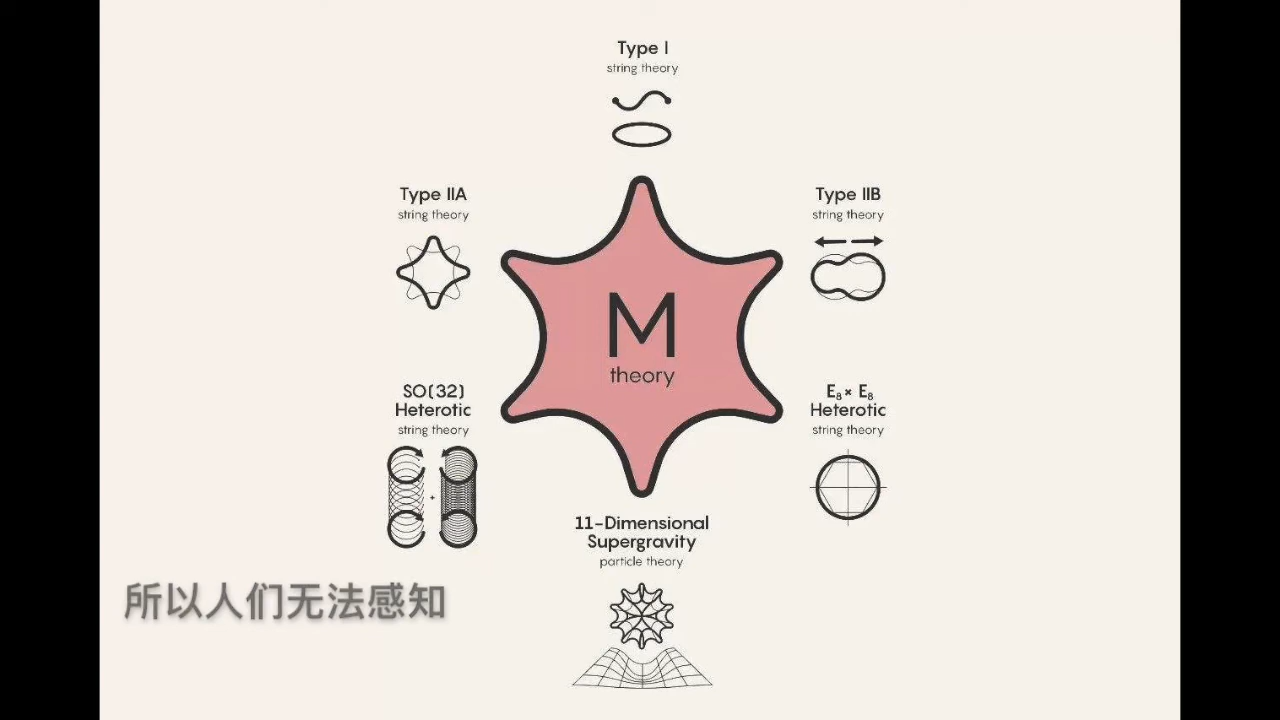 Type I
string theory
Type IIA
string theory
Type IIB
string theory
M
theory
SO(32)
Heterotic
string theory
E₈ × E₈
Heterotic
string theory
11-Dimensional
Supergravity
particle theory
所以人们无法感知